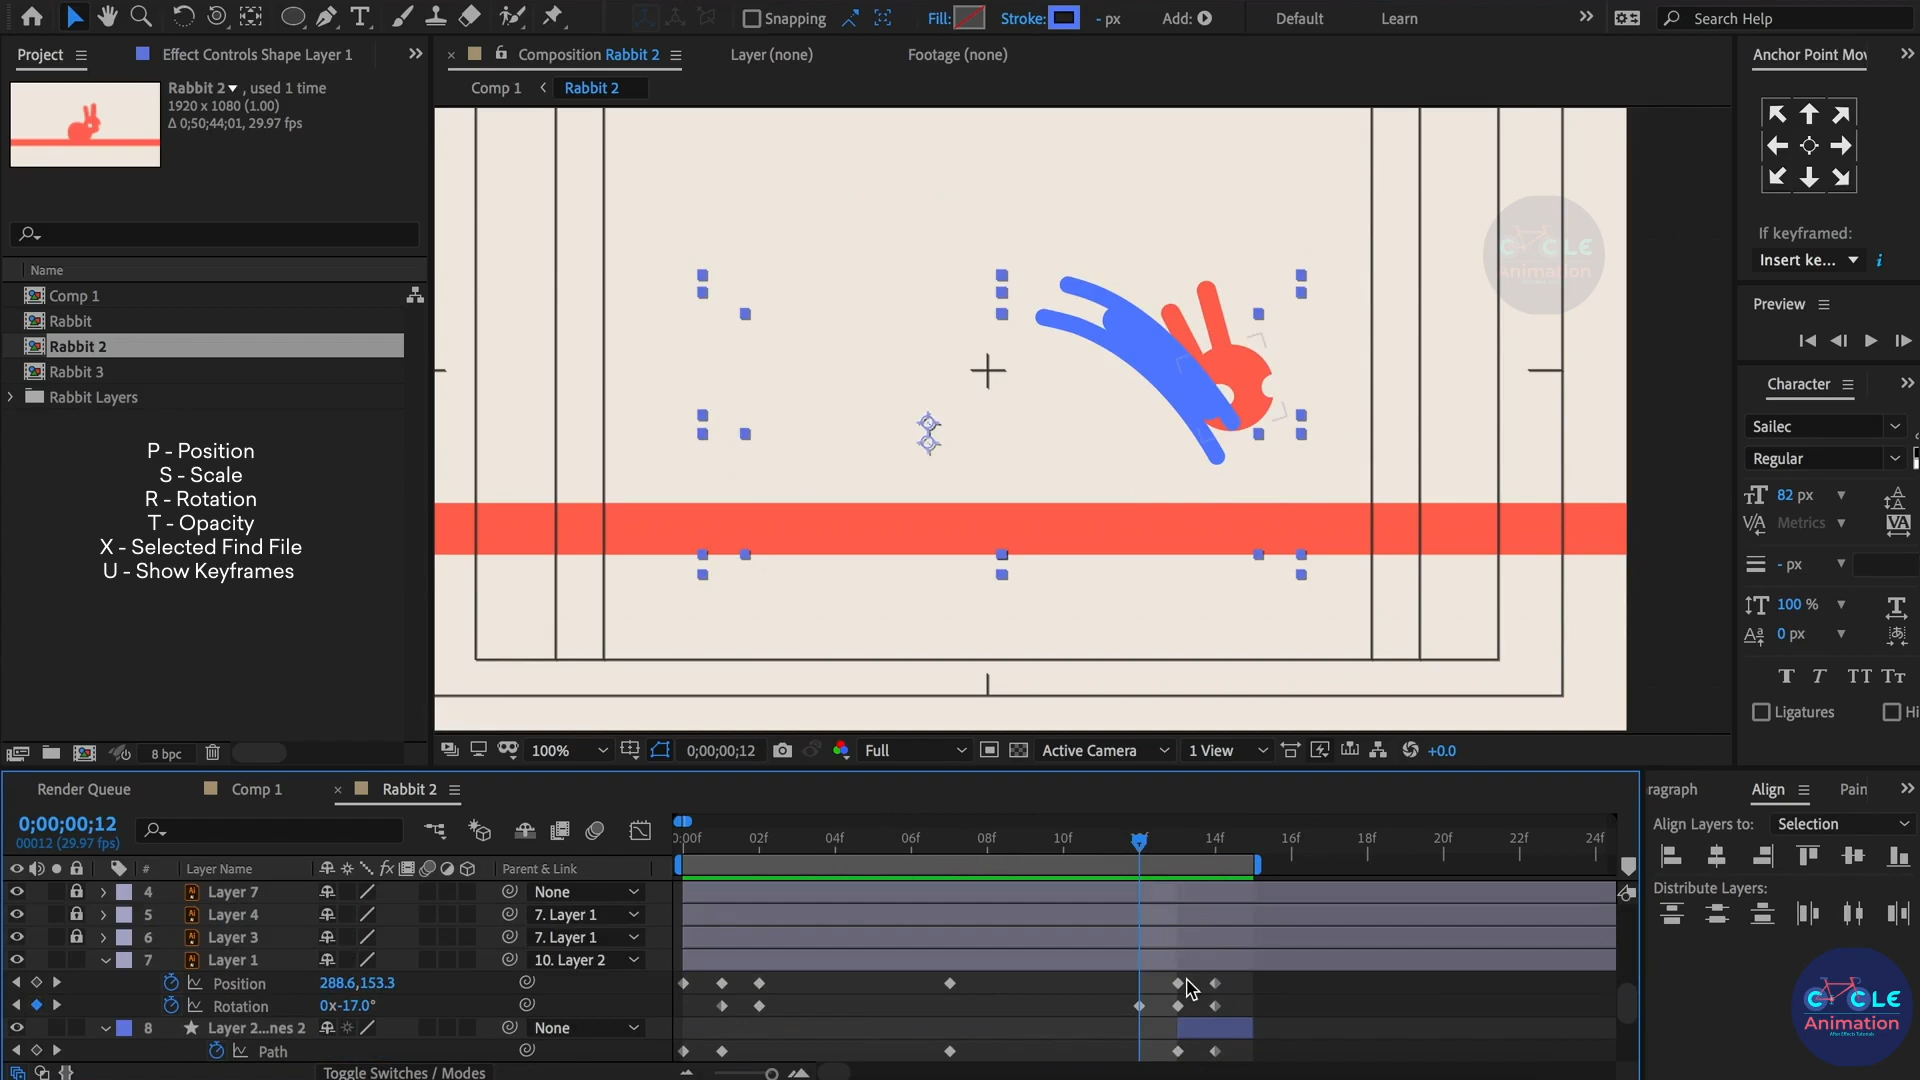 Snapping
Fill:
Stroke:
- px
Add:
Default
Learn
Search Help
Project
Effect Controls Shape Layer 1
Composition Rabbit 2
Layer (none)
Footage (none)
Anchor Point Mov
Rabbit 2 , used 1 time
1920 x 1080 (1.00)
Δ 0;50;44;01, 29.97 fps
Comp 1
Rabbit 2
If keyframed:
Insert ke...
i
Name
Comp 1
Rabbit
Rabbit 2
Rabbit 3
Rabbit Layers
P - Position
S - Scale
R - Rotation
T - Opacity
X - Selected Find File
U - Show Keyframes
CYCLE
Animation
Preview
Character
Sailec
Regular
82 px
Metrics
- px
100 %
0 px
Ligatures
Hi
8 bpc
100%
0;00;00;12
Full
Active Camera
1 View
+0.0
Render Queue
Comp 1
Rabbit 2
ragraph
Align
Pain
0;00;00;12
00012 (29.97 fps)
0:00f
02f
04f
06f
08f
10f
14f
16f
18f
20f
22f
24f
Align Layers to:
Selection
Distribute Layers:
#
Layer Name
fx
Parent & Link
4
Layer 7
None
5
Layer 4
7. Layer 1
6
Layer 3
7. Layer 1
7
Layer 1
10. Layer 2
Position
288.6,153.3
Rotation
0x-17.0°
8
Layer 2...nes 2
None
Path
Toggle Switches / Modes
CYCLE
Animation
After Effects Tutorials